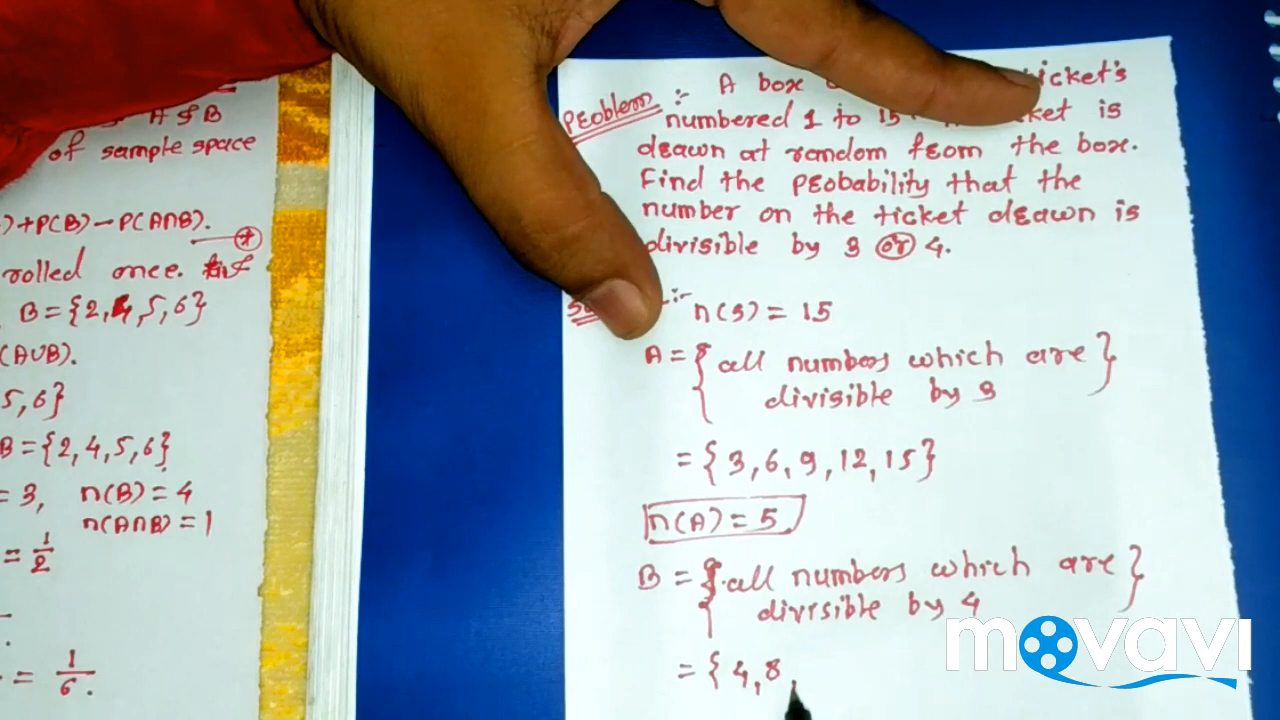 A & B
of sample space
)+P(B)-P(A∩B).
rolled once.
B={2,4,5,6}
(A∪B).
5,6}
B={2,4,5,6}
= 3, n(B)=4
n(A∩B)=1
= 1/2
= 1/6.
Problem :- A box ticket's
numbered 1 to 15. is
drawn at random from the box.
Find the probability that the
number on the ticket drawn is
divisible by 3 or 4.
:- n(S)=15
A={all numbers which are
divisible by 3}
={3,6,9,12,15}
n(A)=5
B={all numbers which are
divisible by 4}
={4,8,
movavi